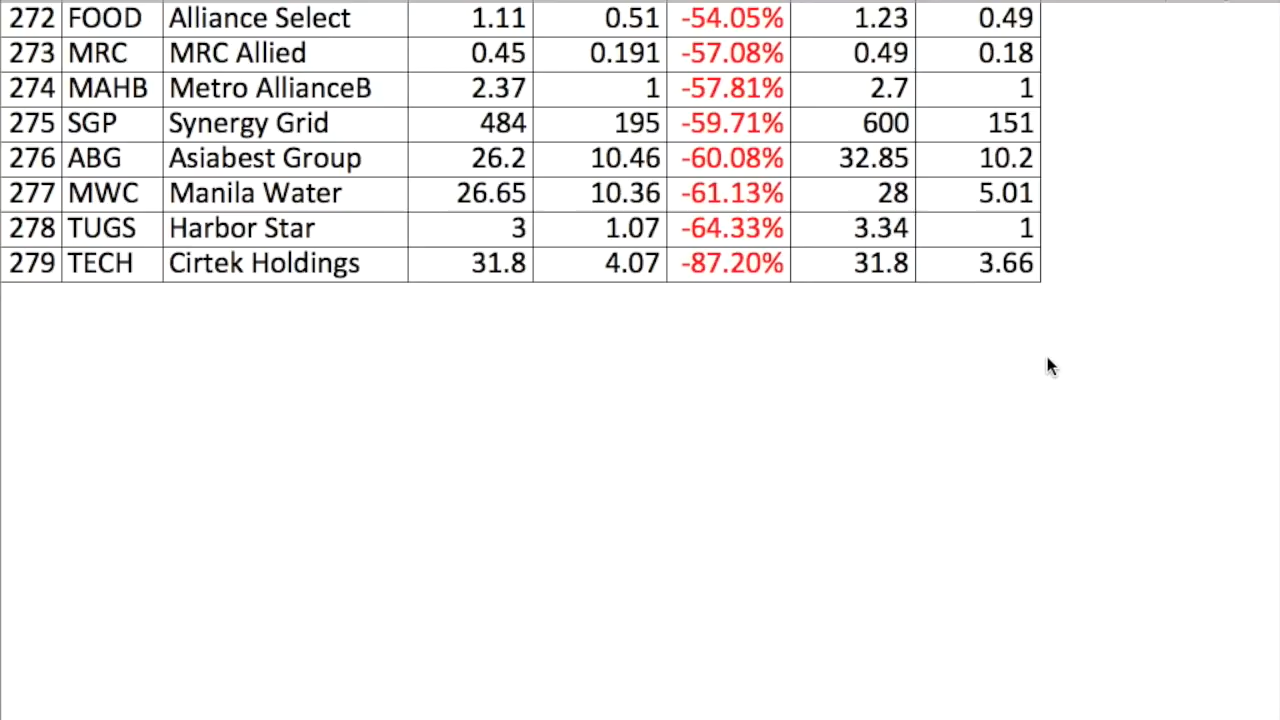 272 FOOD Alliance Select 1.11 0.51 -54.05% 1.23 0.49
273 MRC MRC Allied 0.45 0.191 -57.08% 0.49 0.18
274 MAHB Metro AllianceB 2.37 1 -57.81% 2.7 1
275 SGP Synergy Grid 484 195 -59.71% 600 151
276 ABG Asiabest Group 26.2 10.46 -60.08% 32.85 10.2
277 MWC Manila Water 26.65 10.36 -61.13% 28 5.01
278 TUGS Harbor Star 3 1.07 -64.33% 3.34 1
279 TECH Cirtek Holdings 31.8 4.07 -87.20% 31.8 3.66